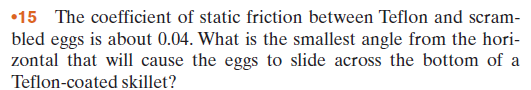 •15 The coefficient of static friction between Teflon and scram-
bled eggs is about 0.04. What is the smallest angle from the hori-
zontal that will cause the eggs to slide across the bottom of a
Teflon-coated skillet?